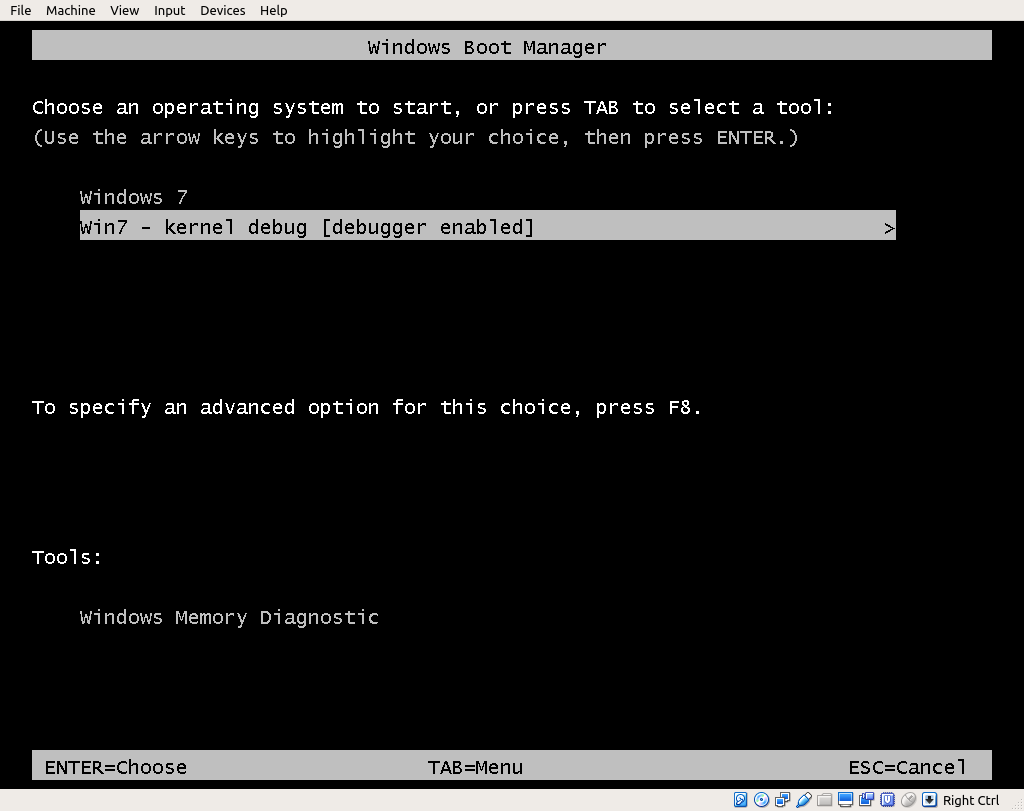 File Machine View Input Devices Help
Windows Boot Manager
Choose an operating system to start, or press TAB to select a tool:
(Use the arrow keys to highlight your choice, then press ENTER.)
Windows 7
Win7 - kernel debug [debugger enabled] >
To specify an advanced option for this choice, press F8.
Tools:
Windows Memory Diagnostic
ENTER=Choose TAB=Menu ESC=Cancel
Right Ctrl